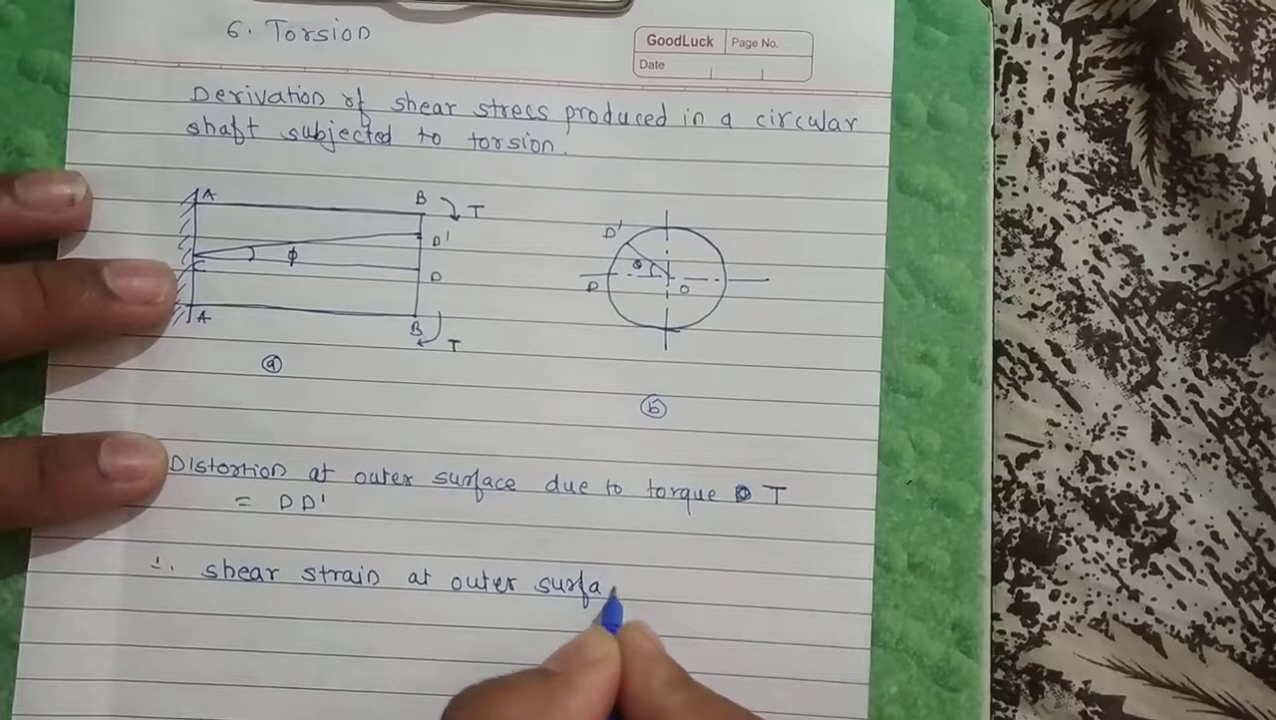 6. Torsion
GoodLuck Page No.
Date
Derivation of shear stress produced in a circular
shaft subjected to torsion.
A B T
D'
φ
D
A B T
D'
θ
D O
a
b
Distortion at outer surface due to torque T
= DD'
∴ shear strain at outer surfa